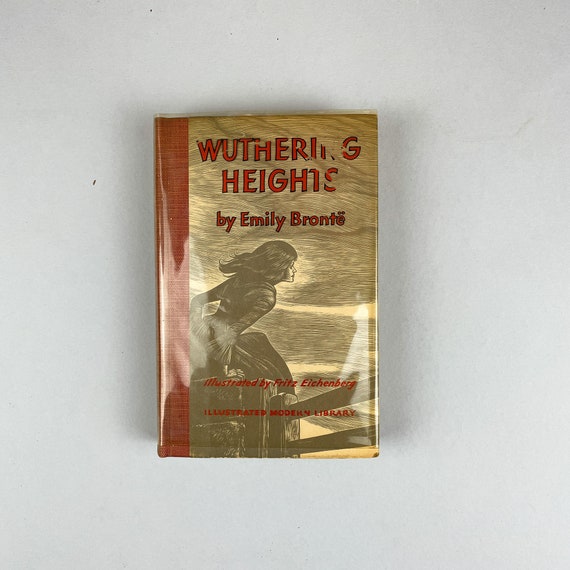 WUTHERING
HEIGHTS
by Emily Brontë
Illustrated by Fritz Eichenberg
ILLUSTRATED MODERN LIBRARY